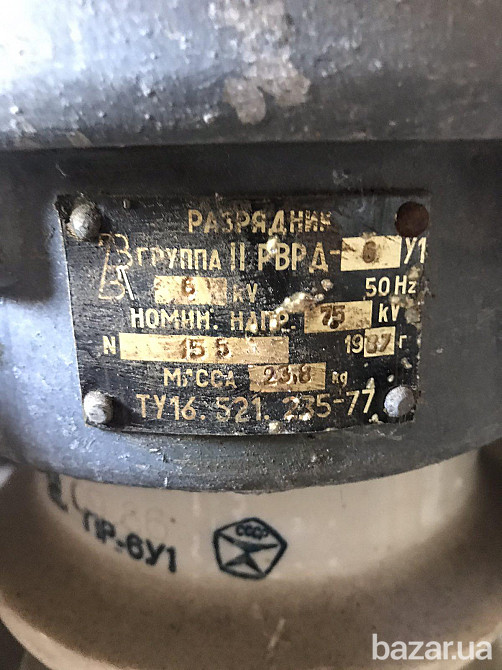 РАЗРЯДНИК
ГРУППА II РВРД-6 У1
6 kV 50 Hz
НОМИН. НАПР. 75 kV
N 155 1987 г
МАССА 23,8 kg
ТУ16.521.235-77
ПР-6У1
СССР
bazar.ua